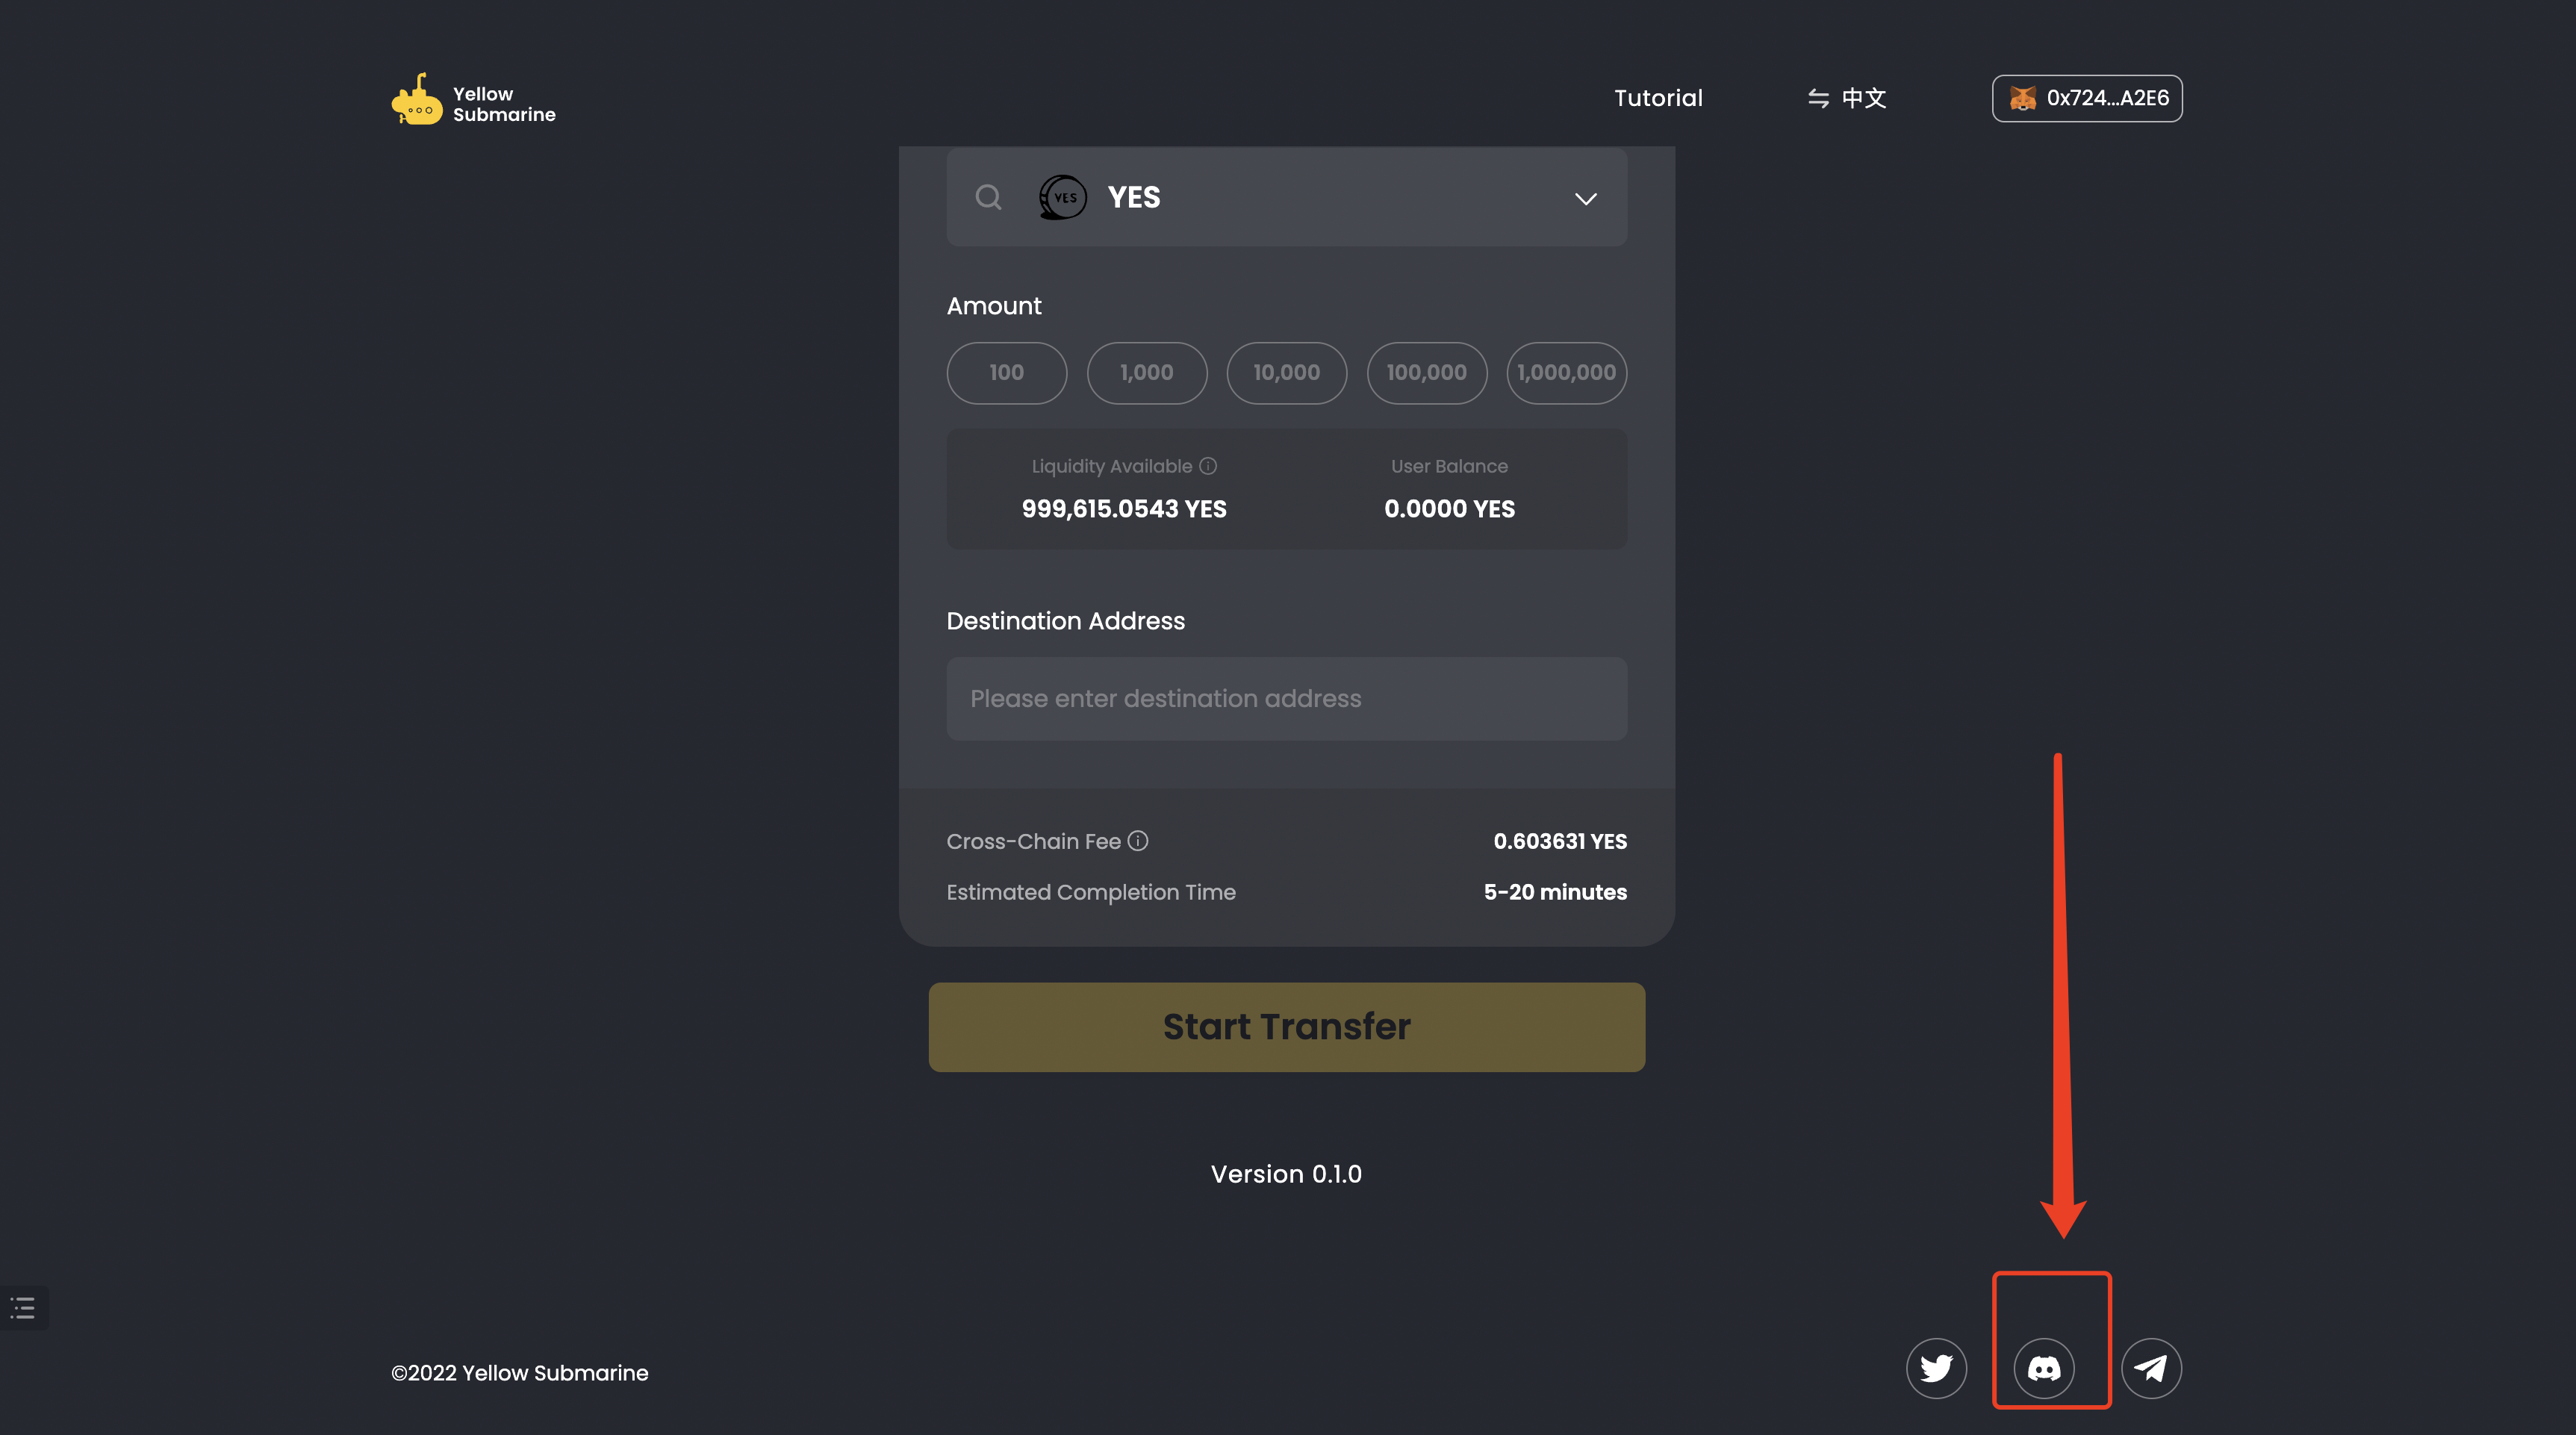 Yellow
Submarine
Tutorial
中文
0x724...A2E6
YES
YES
Amount
100
1,000
10,000
100,000
1,000,000
Liquidity Available
User Balance
999,615.0543 YES
0.0000 YES
Destination Address
Please enter destination address
Cross-Chain Fee
0.603631 YES
Estimated Completion Time
5-20 minutes
Start Transfer
Version 0.1.0
©2022 Yellow Submarine